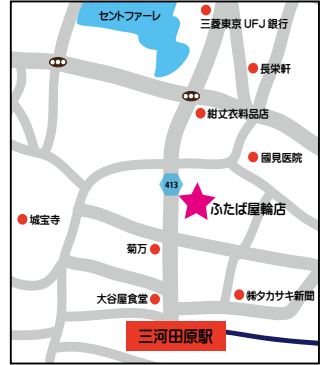 セントファーレ
三菱東京UFJ銀行
長栄軒
紺丈衣料品店
國見医院
413
ふたば屋輪店
城宝寺
菊万
大谷屋食堂
㈱タカサキ新聞
三河田原駅